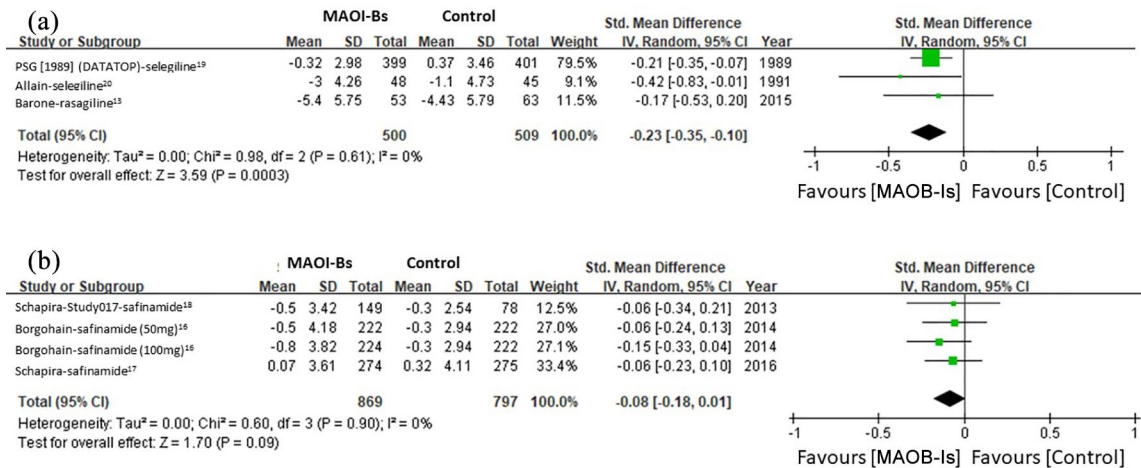 (a)
MAOI-Bs Control Std. Mean Difference Std. Mean Difference
Study or Subgroup Mean SD Total Mean SD Total Weight IV, Random, 95% CI Year IV, Random, 95% CI
PSG [1989] (DATATOP)-selegiline¹⁹ -0.32 2.98 399 0.37 3.46 401 79.5% -0.21 [-0.35, -0.07] 1989
Allain-selegiline²⁰ -3 4.26 48 -1.1 4.73 45 9.1% -0.42 [-0.83, -0.01] 1991
Barone-rasagiline¹³ -5.4 5.75 53 -4.43 5.79 63 11.5% -0.17 [-0.53, 0.20] 2015
Total (95% CI) 500 509 100.0% -0.23 [-0.35, -0.10]
Heterogeneity: Tau² = 0.00; Chi² = 0.98, df = 2 (P = 0.61); I² = 0%
Test for overall effect: Z = 3.59 (P = 0.0003)
-1 -0.5 0 0.5 1
Favours [MAOB-Is] Favours [Control]
(b)
MAOI-Bs Control Std. Mean Difference Std. Mean Difference
Study or Subgroup Mean SD Total Mean SD Total Weight IV, Random, 95% CI Year IV, Random, 95% CI
Schapira-Study017-safinamide¹⁸ -0.5 3.42 149 -0.3 2.54 78 12.5% -0.06 [-0.34, 0.21] 2013
Borgohain-safinamide (50mg)¹⁶ -0.5 4.18 222 -0.3 2.94 222 27.0% -0.06 [-0.24, 0.13] 2014
Borgohain-safinamide (100mg)¹⁶ -0.8 3.82 224 -0.3 2.94 222 27.1% -0.15 [-0.33, 0.04] 2014
Schapira-safinamide¹⁷ 0.07 3.61 274 0.32 4.11 275 33.4% -0.06 [-0.23, 0.10] 2016
Total (95% CI) 869 797 100.0% -0.08 [-0.18, 0.01]
Heterogeneity: Tau² = 0.00; Chi² = 0.60, df = 3 (P = 0.90); I² = 0%
Test for overall effect: Z = 1.70 (P = 0.09)
-1 -0.5 0 0.5 1
Favours [MAOB-Is] Favours [Control]